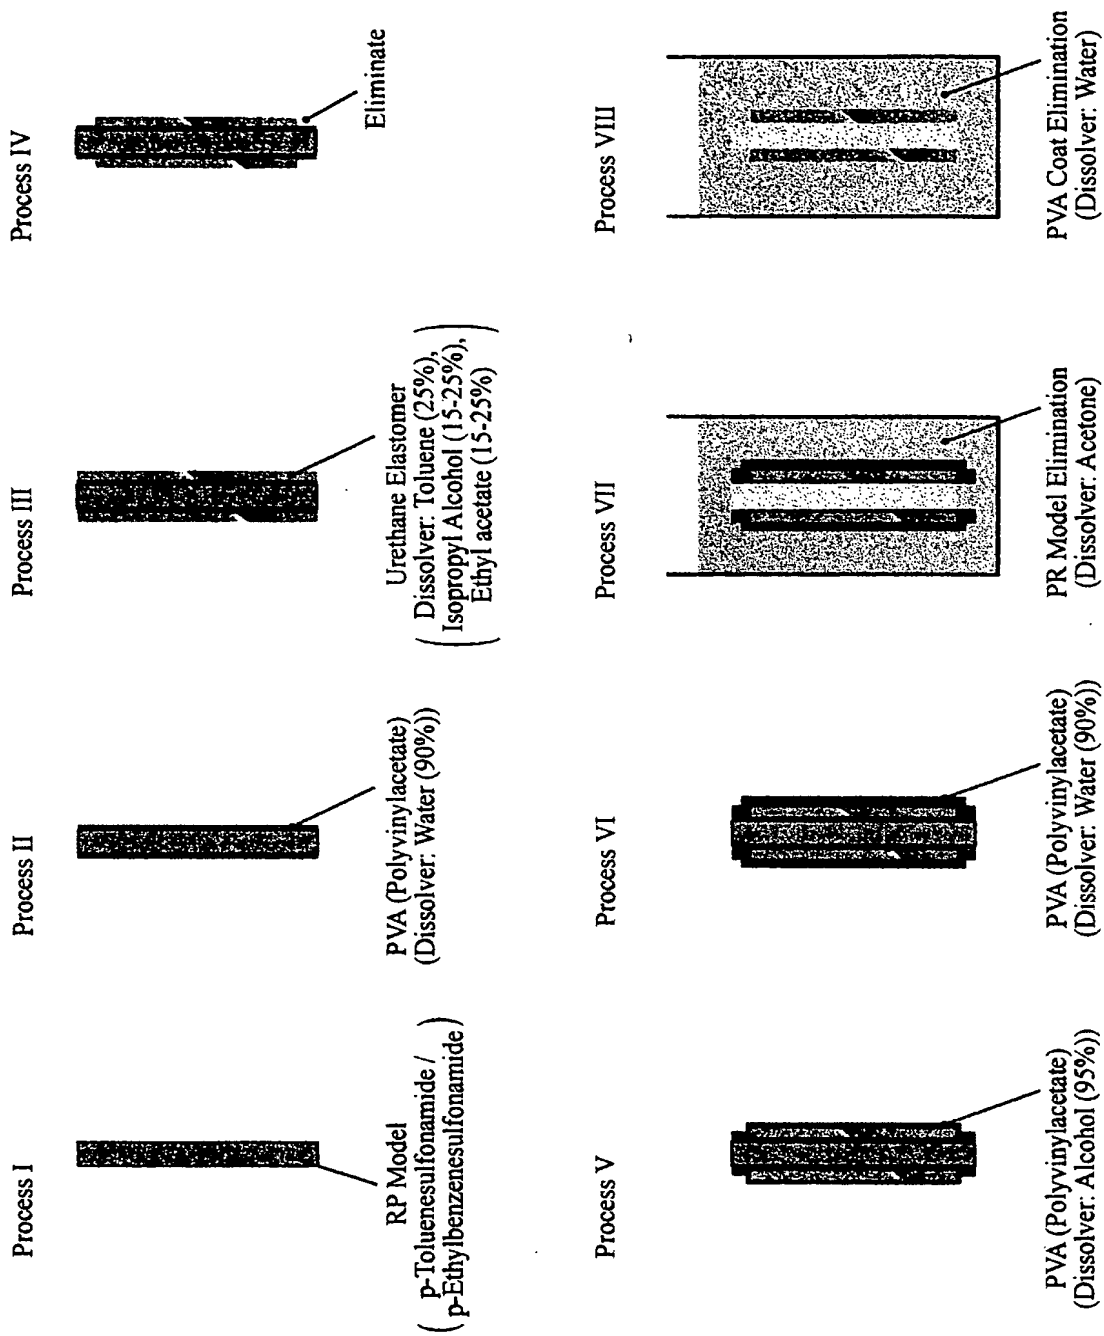 Process I
RP Model
( p-Toluenesulfonamide /
p-Ethylbenzenesulfonamide )
Process II
PVA (Polyvinylacetate)
(Dissolver: Water (90%))
Process III
Urethane Elastomer
( Dissolver: Toluene (25%),
Isopropyl Alcohol (15-25%),
Ethyl acetate (15-25%) )
Process IV
Eliminate
Process V
PVA (Polyvinylacetate)
(Dissolver: Alcohol (95%))
Process VI
PVA (Polyvinylacetate)
(Dissolver: Water (90%))
Process VII
PR Model Elimination
(Dissolver: Acetone)
Process VIII
PVA Coat Elimination
(Dissolver: Water)